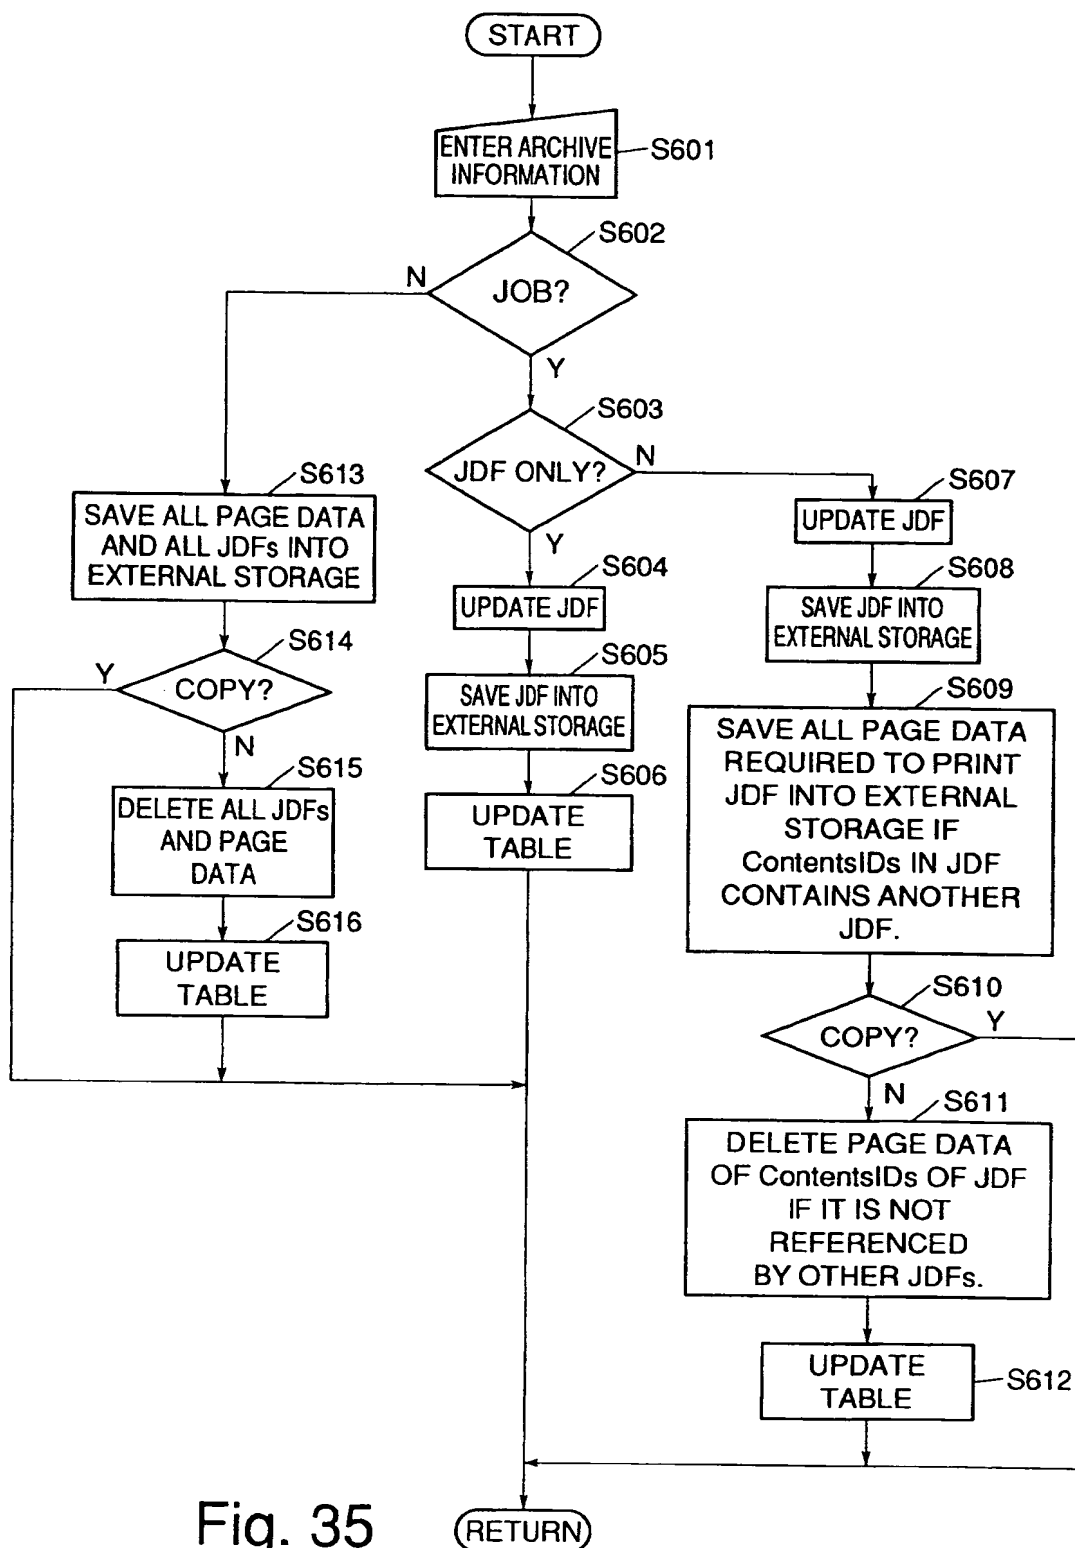 START
ENTER ARCHIVE
INFORMATION
S601
S602
JOB?
N
Y
S603
JDF ONLY?
N
Y
S613
SAVE ALL PAGE DATA
AND ALL JDFs INTO
EXTERNAL STORAGE
S614
COPY?
Y
N
S615
DELETE ALL JDFs
AND PAGE
DATA
S616
UPDATE
TABLE
S604
UPDATE JDF
S605
SAVE JDF INTO
EXTERNAL STORAGE
S606
UPDATE
TABLE
S607
UPDATE JDF
S608
SAVE JDF INTO
EXTERNAL STORAGE
S609
SAVE ALL PAGE DATA
REQUIRED TO PRINT
JDF INTO EXTERNAL
STORAGE IF
ContentsIDs IN JDF
CONTAINS ANOTHER
JDF.
S610
COPY?
Y
N
S611
DELETE PAGE DATA
OF ContentsIDs OF JDF
IF IT IS NOT
REFERENCED
BY OTHER JDFs.
UPDATE
TABLE
S612
Fig. 35
RETURN